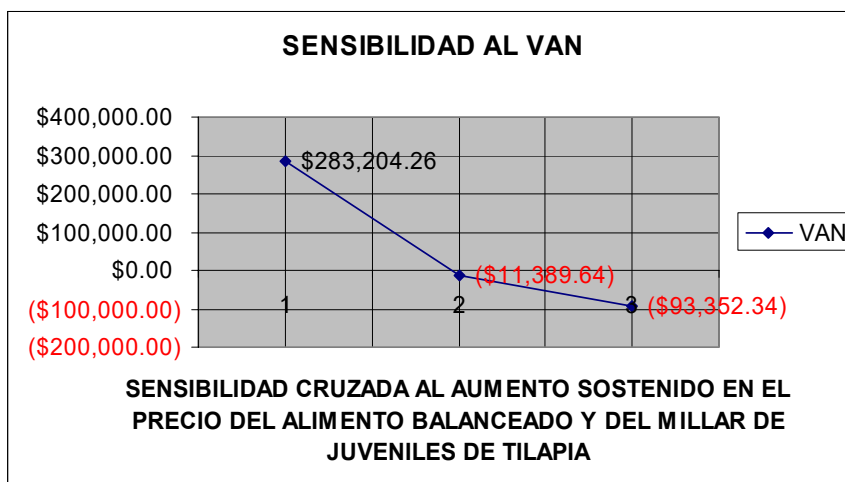 SENSIBILIDAD AL VAN
$400,000.00
$300,000.00
$200,000.00
$100,000.00
$0.00
($100,000.00)
($200,000.00)
$283,204.26
($11,389.64)
($93,352.34)
1
2
3
VAN
SENSIBILIDAD CRUZADA AL AUMENTO SOSTENIDO EN EL
PRECIO DEL ALIMENTO BALANCEADO Y DEL MILLAR DE
JUVENILES DE TILAPIA